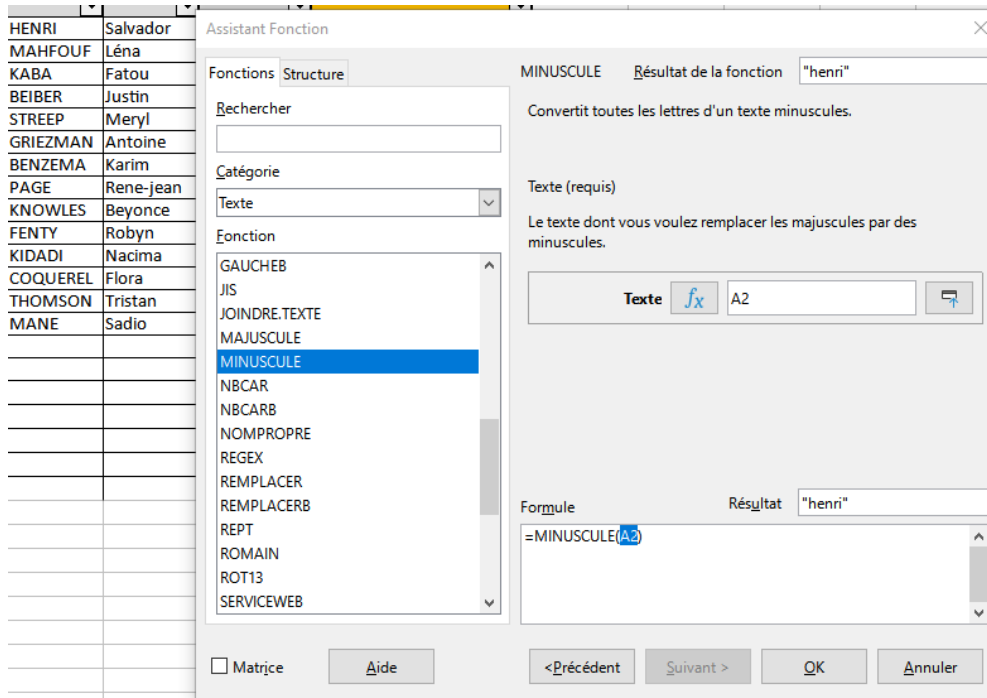 HENRI Salvador
MAHFOUF Léna
KABA Fatou
BEIBER Justin
STREEP Meryl
GRIEZMAN Antoine
BENZEMA Karim
PAGE Rene-jean
KNOWLES Beyonce
FENTY Robyn
KIDADI Nacima
COQUEREL Flora
THOMSON Tristan
MANE Sadio
Assistant Fonction
Fonctions Structure
Rechercher
Catégorie
Texte
Fonction
GAUCHEB
JIS
JOINDRE.TEXTE
MAJUSCULE
MINUSCULE
NBCAR
NBCARB
NOMPROPRE
REGEX
REMPLACER
REMPLACERB
REPT
ROMAIN
ROT13
SERVICEWEB
MINUSCULE Résultat de la fonction "henri"
Convertit toutes les lettres d'un texte minuscules.
Texte (requis)
Le texte dont vous voulez remplacer les majuscules par des
minuscules.
Texte fx A2
Formule Résultat "henri"
=MINUSCULE(A2)
Matrice Aide <Précédent Suivant > OK Annuler